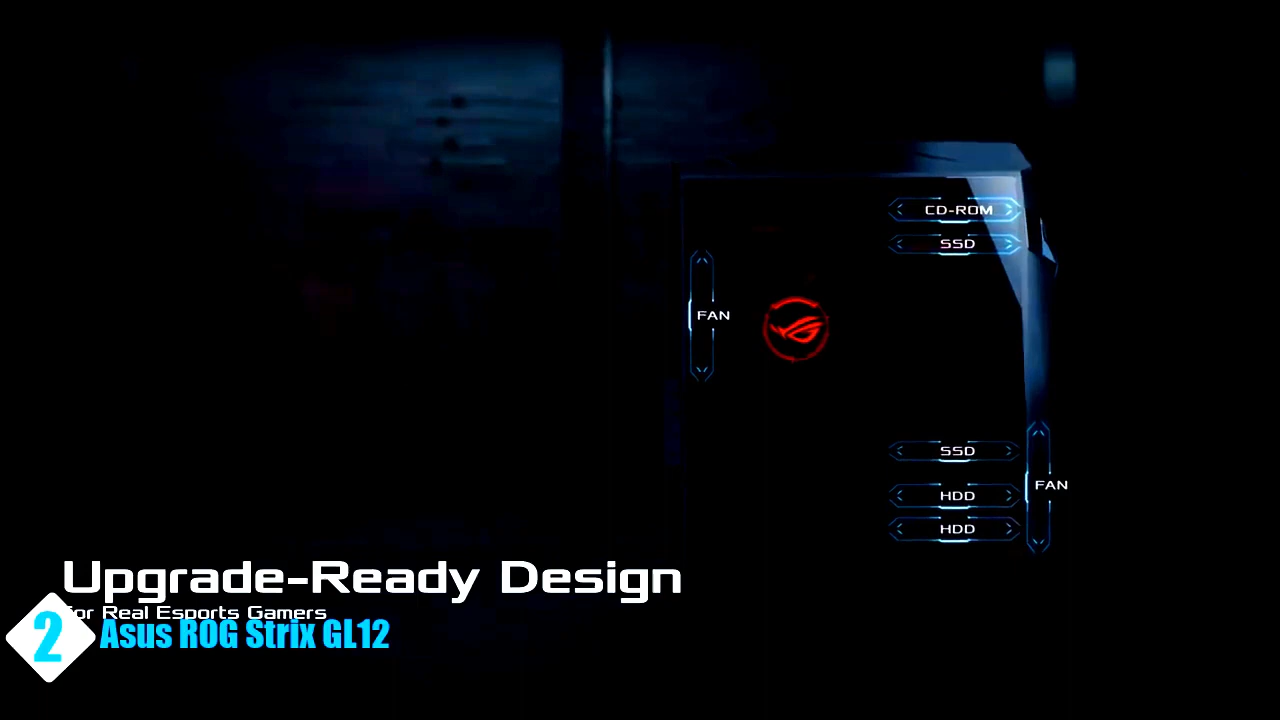 CD-ROM
SSD
FAN
SSD
FAN
HDD
HDD
Upgrade-Ready Design
for Real Esports Gamers
2
Asus ROG Strix GL12